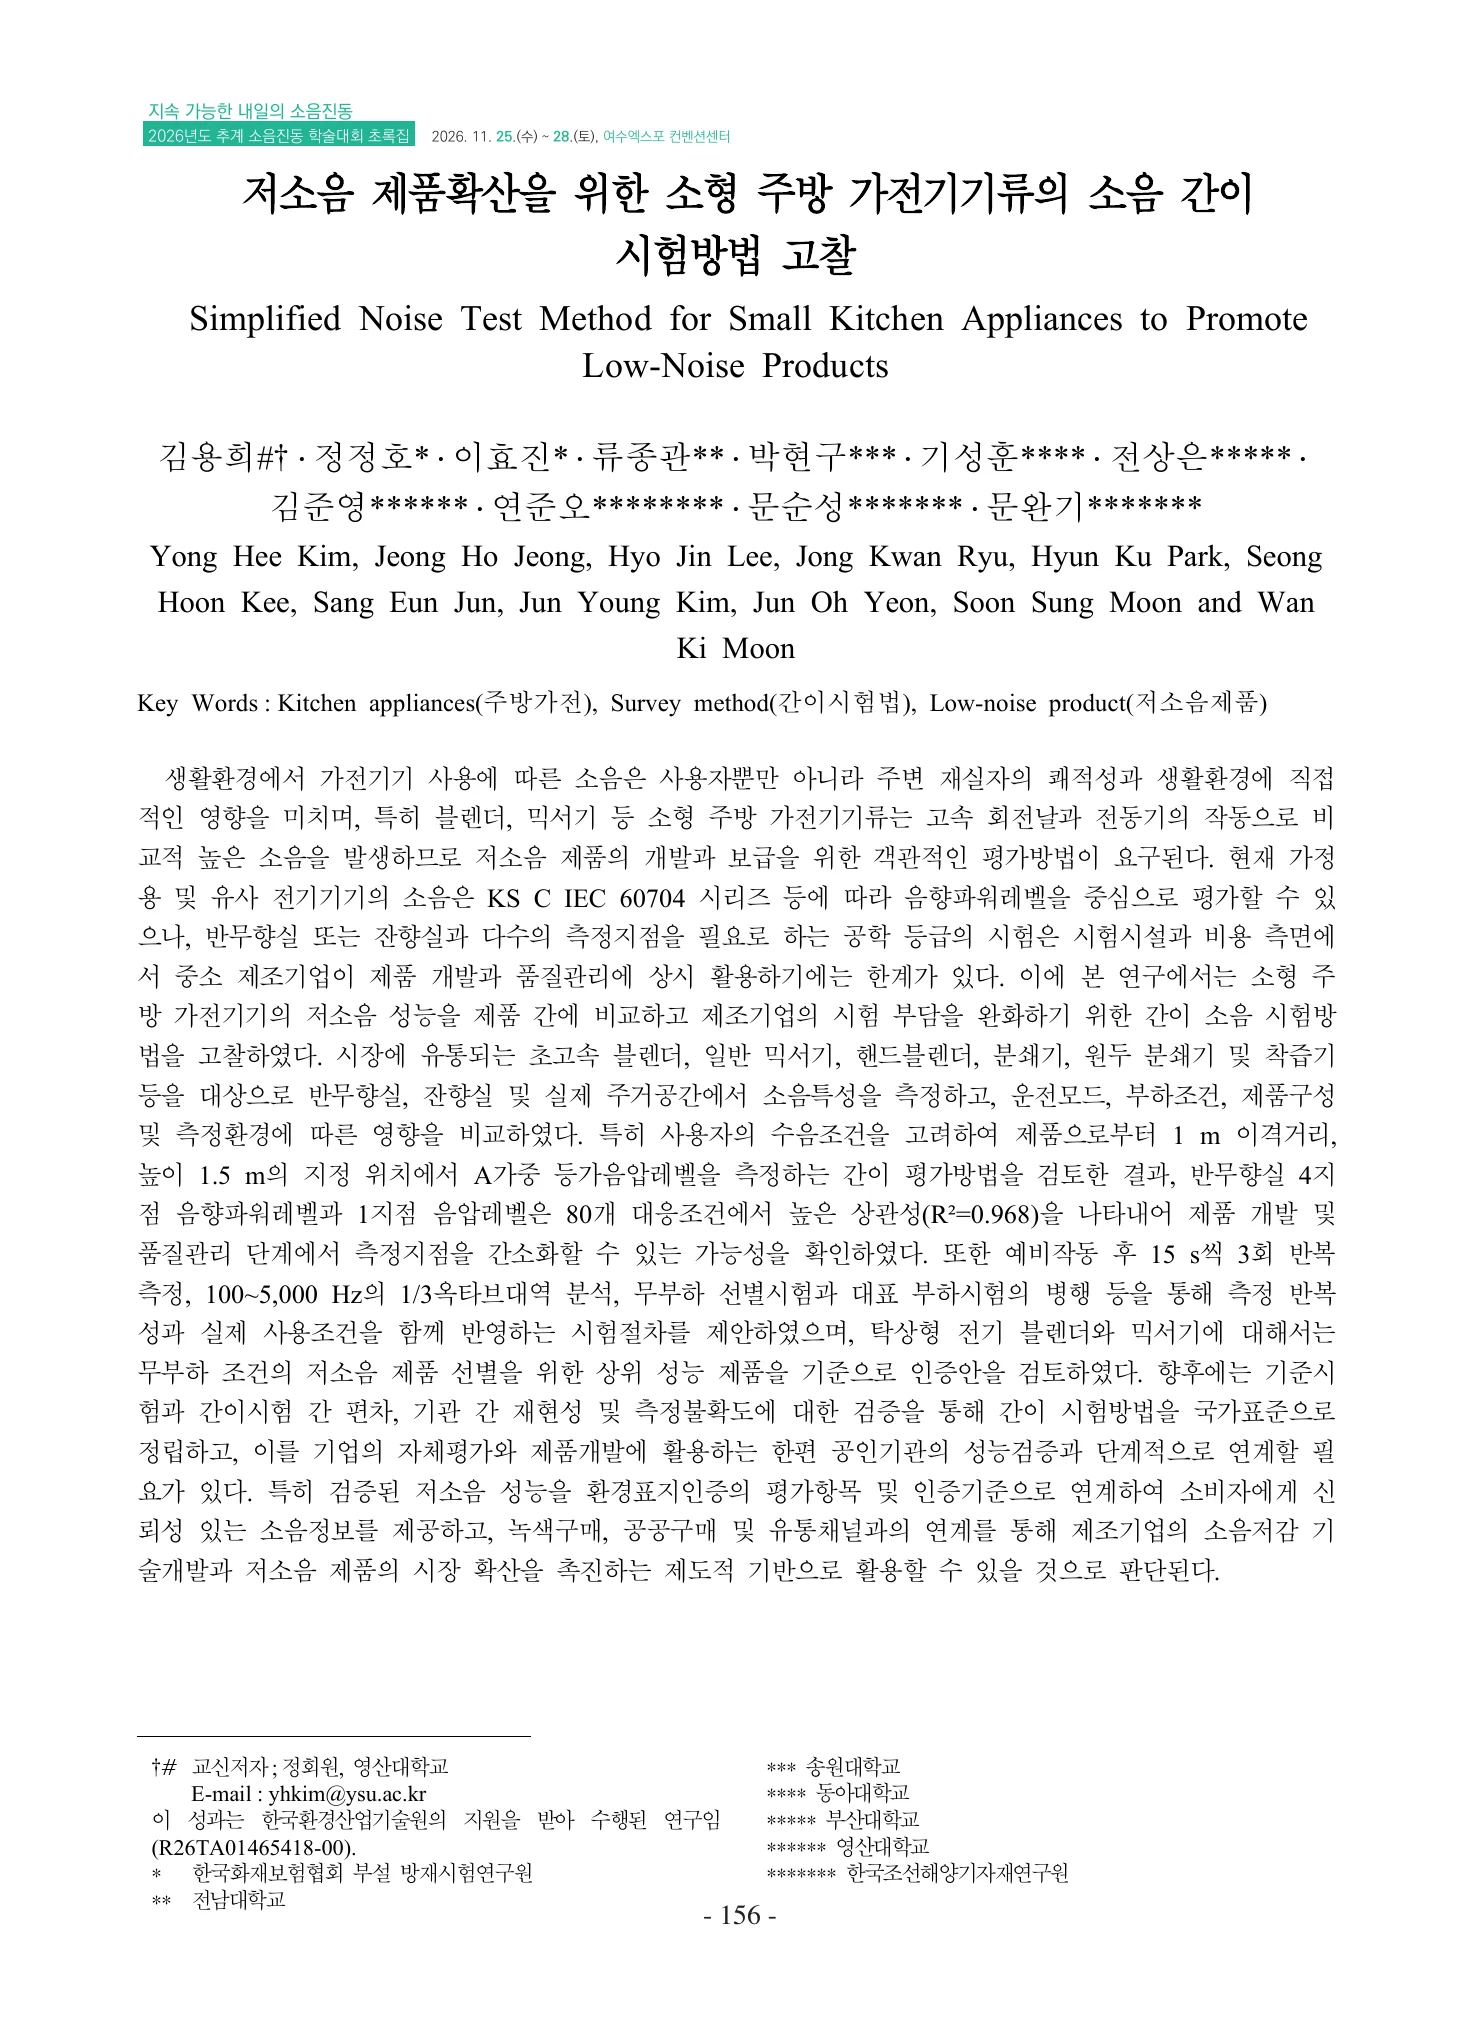 지속 가능한 내일의 소음진동
2026년도 추계 소음진동 학술대회 초록집 2026. 11. 25.(수) ~ 28.(토), 여수엑스포 컨벤션센터
저소음 제품확산을 위한 소형 주방 가전기기류의 소음 간이
시험방법 고찰
Simplified Noise Test Method for Small Kitchen Appliances to Promote
Low-Noise Products
김용희#† · 정정호* · 이효진* · 류종관** · 박현구*** · 기성훈**** · 전상은***** ·
김준영****** · 연준오******** · 문순성******* · 문완기*******
Yong Hee Kim, Jeong Ho Jeong, Hyo Jin Lee, Jong Kwan Ryu, Hyun Ku Park, Seong
Hoon Kee, Sang Eun Jun, Jun Young Kim, Jun Oh Yeon, Soon Sung Moon and Wan
Ki Moon
Key Words : Kitchen appliances(주방가전), Survey method(간이시험법), Low-noise product(저소음제품)
생활환경에서 가전기기 사용에 따른 소음은 사용자뿐만 아니라 주변 재실자의 쾌적성과 생활환경에 직접
적인 영향을 미치며, 특히 블렌더, 믹서기 등 소형 주방 가전기기류는 고속 회전날과 전동기의 작동으로 비
교적 높은 소음을 발생하므로 저소음 제품의 개발과 보급을 위한 객관적인 평가방법이 요구된다. 현재 가정
용 및 유사 전기기기의 소음은 KS C IEC 60704 시리즈 등에 따라 음향파워레벨을 중심으로 평가할 수 있
으나, 반무향실 또는 잔향실과 다수의 측정지점을 필요로 하는 공학 등급의 시험은 시험시설과 비용 측면에
서 중소 제조기업이 제품 개발과 품질관리에 상시 활용하기에는 한계가 있다. 이에 본 연구에서는 소형 주
방 가전기기의 저소음 성능을 제품 간에 비교하고 제조기업의 시험 부담을 완화하기 위한 간이 소음 시험방
법을 고찰하였다. 시장에 유통되는 초고속 블렌더, 일반 믹서기, 핸드블렌더, 분쇄기, 원두 분쇄기 및 착즙기
등을 대상으로 반무향실, 잔향실 및 실제 주거공간에서 소음특성을 측정하고, 운전모드, 부하조건, 제품구성
및 측정환경에 따른 영향을 비교하였다. 특히 사용자의 수음조건을 고려하여 제품으로부터 1 m 이격거리,
높이 1.5 m의 지정 위치에서 A가중 등가음압레벨을 측정하는 간이 평가방법을 검토한 결과, 반무향실 4지
점 음향파워레벨과 1지점 음압레벨은 80개 대응조건에서 높은 상관성(R²=0.968)을 나타내어 제품 개발 및
품질관리 단계에서 측정지점을 간소화할 수 있는 가능성을 확인하였다. 또한 예비작동 후 15 s씩 3회 반복
측정, 100~5,000 Hz의 1/3옥타브대역 분석, 무부하 선별시험과 대표 부하시험의 병행 등을 통해 측정 반복
성과 실제 사용조건을 함께 반영하는 시험절차를 제안하였으며, 탁상형 전기 블렌더와 믹서기에 대해서는
무부하 조건의 저소음 제품 선별을 위한 상위 성능 제품을 기준으로 인증안을 검토하였다. 향후에는 기준시
험과 간이시험 간 편차, 기관 간 재현성 및 측정불확도에 대한 검증을 통해 간이 시험방법을 국가표준으로
정립하고, 이를 기업의 자체평가와 제품개발에 활용하는 한편 공인기관의 성능검증과 단계적으로 연계할 필
요가 있다. 특히 검증된 저소음 성능을 환경표지인증의 평가항목 및 인증기준으로 연계하여 소비자에게 신
뢰성 있는 소음정보를 제공하고, 녹색구매, 공공구매 및 유통채널과의 연계를 통해 제조기업의 소음저감 기
술개발과 저소음 제품의 시장 확산을 촉진하는 제도적 기반으로 활용할 수 있을 것으로 판단된다.
†# 교신저자 ; 정회원, 영산대학교
E-mail : yhkim@ysu.ac.kr
이 성과는 한국환경산업기술원의 지원을 받아 수행된 연구임
(R26TA01465418-00).
* 한국화재보험협회 부설 방재시험연구원
** 전남대학교
*** 송원대학교
**** 동아대학교
***** 부산대학교
****** 영산대학교
******* 한국조선해양기자재연구원
- 156 -